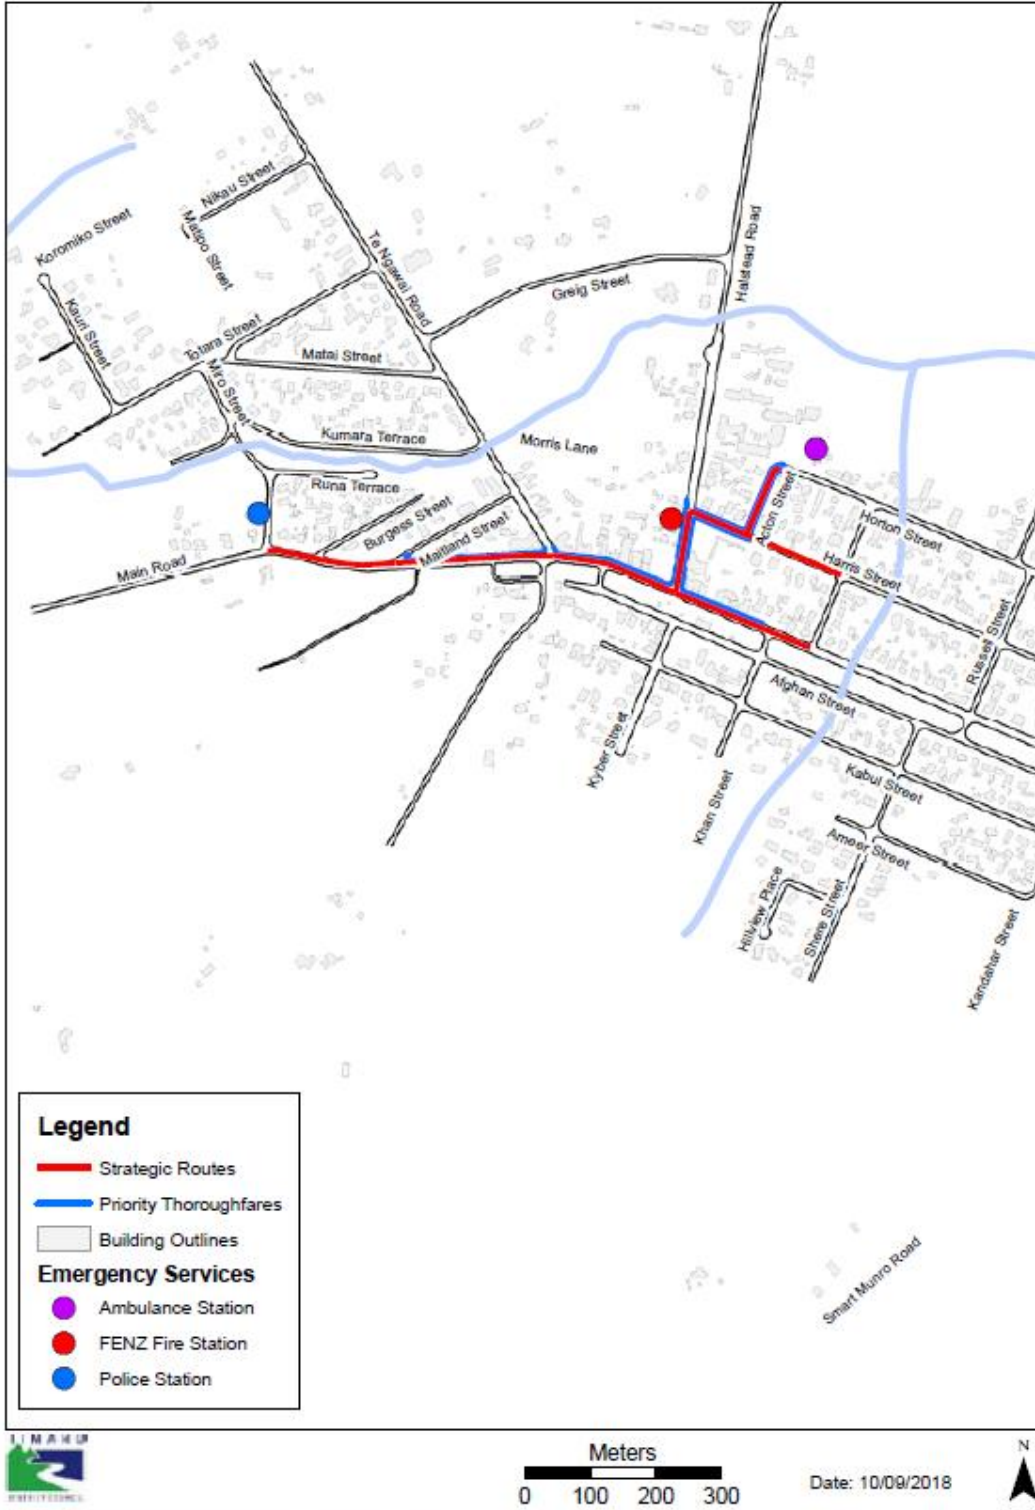 Nikau Street
Koromiko Street
Matipo Street
Te Ngawai Road
Halstead Road
Greig Street
Kauri Street
Totara Street
Matai Street
Miro Street
Kumara Terrace
Morris Lane
Runa Terrace
Burgess Street
Maitland Street
Acton Street
Horton Street
Main Road
Harris Street
Russell Street
Afghan Street
Kyber Street
Khan Street
Kabul Street
Ameer Street
Hillview Place
Shere Street
Kandahar Street
Smart Munro Road
Legend
Strategic Routes
Priority Thoroughfares
Building Outlines
Emergency Services
Ambulance Station
FENZ Fire Station
Police Station
TIMARU
DISTRICT COUNCIL
Meters
0 100 200 300
Date: 10/09/2018
N